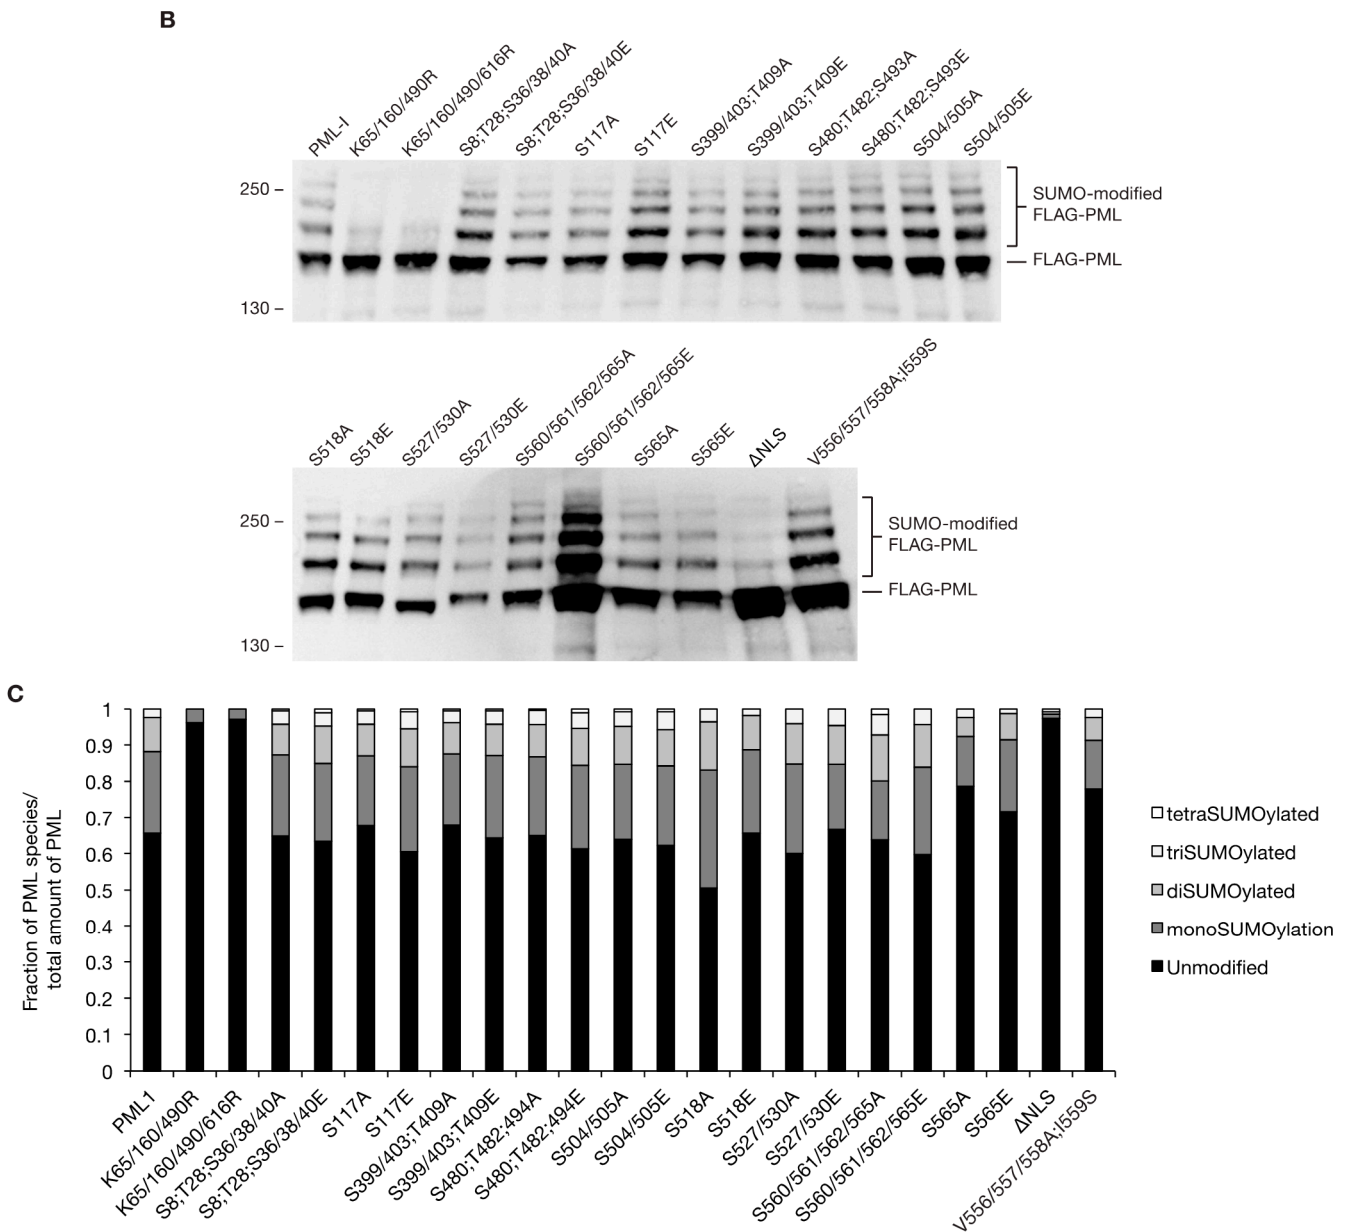 B
PML-I
K65/160/490R
K65/160/490/616R
S8;T28;S36/38/40A
S8;T28;S36/38/40E
S117A
S117E
S399/403;T409A
S399/403;T409E
S480;T482;S493A
S480;T482;S493E
S504/505A
S504/505E
250 –
130 –
SUMO-modified
FLAG-PML
FLAG-PML
S518A
S518E
S527/530A
S527/530E
S560/561/562/565A
S560/561/562/565E
S565A
S565E
ΔNLS
V556/557/558A;I559S
250 –
130 –
SUMO-modified
FLAG-PML
FLAG-PML
C
Fraction of PML species/
total amount of PML
1
0.9
0.8
0.7
0.6
0.5
0.4
0.3
0.2
0.1
0
PML1
K65/160/490R
K65/160/490/616R
S8;T28;S36/38/40A
S8;T28;S36/38/40E
S117A
S117E
S399/403;T409A
S399/403;T409E
S480;T482;494A
S480;T482;494E
S504/505A
S504/505E
S518A
S518E
S527/530A
S527/530E
S560/561/562/565A
S560/561/562/565E
S565A
S565E
ΔNLS
V556/557/558A;I559S
tetraSUMOylated
triSUMOylated
diSUMOylated
monoSUMOylation
Unmodified